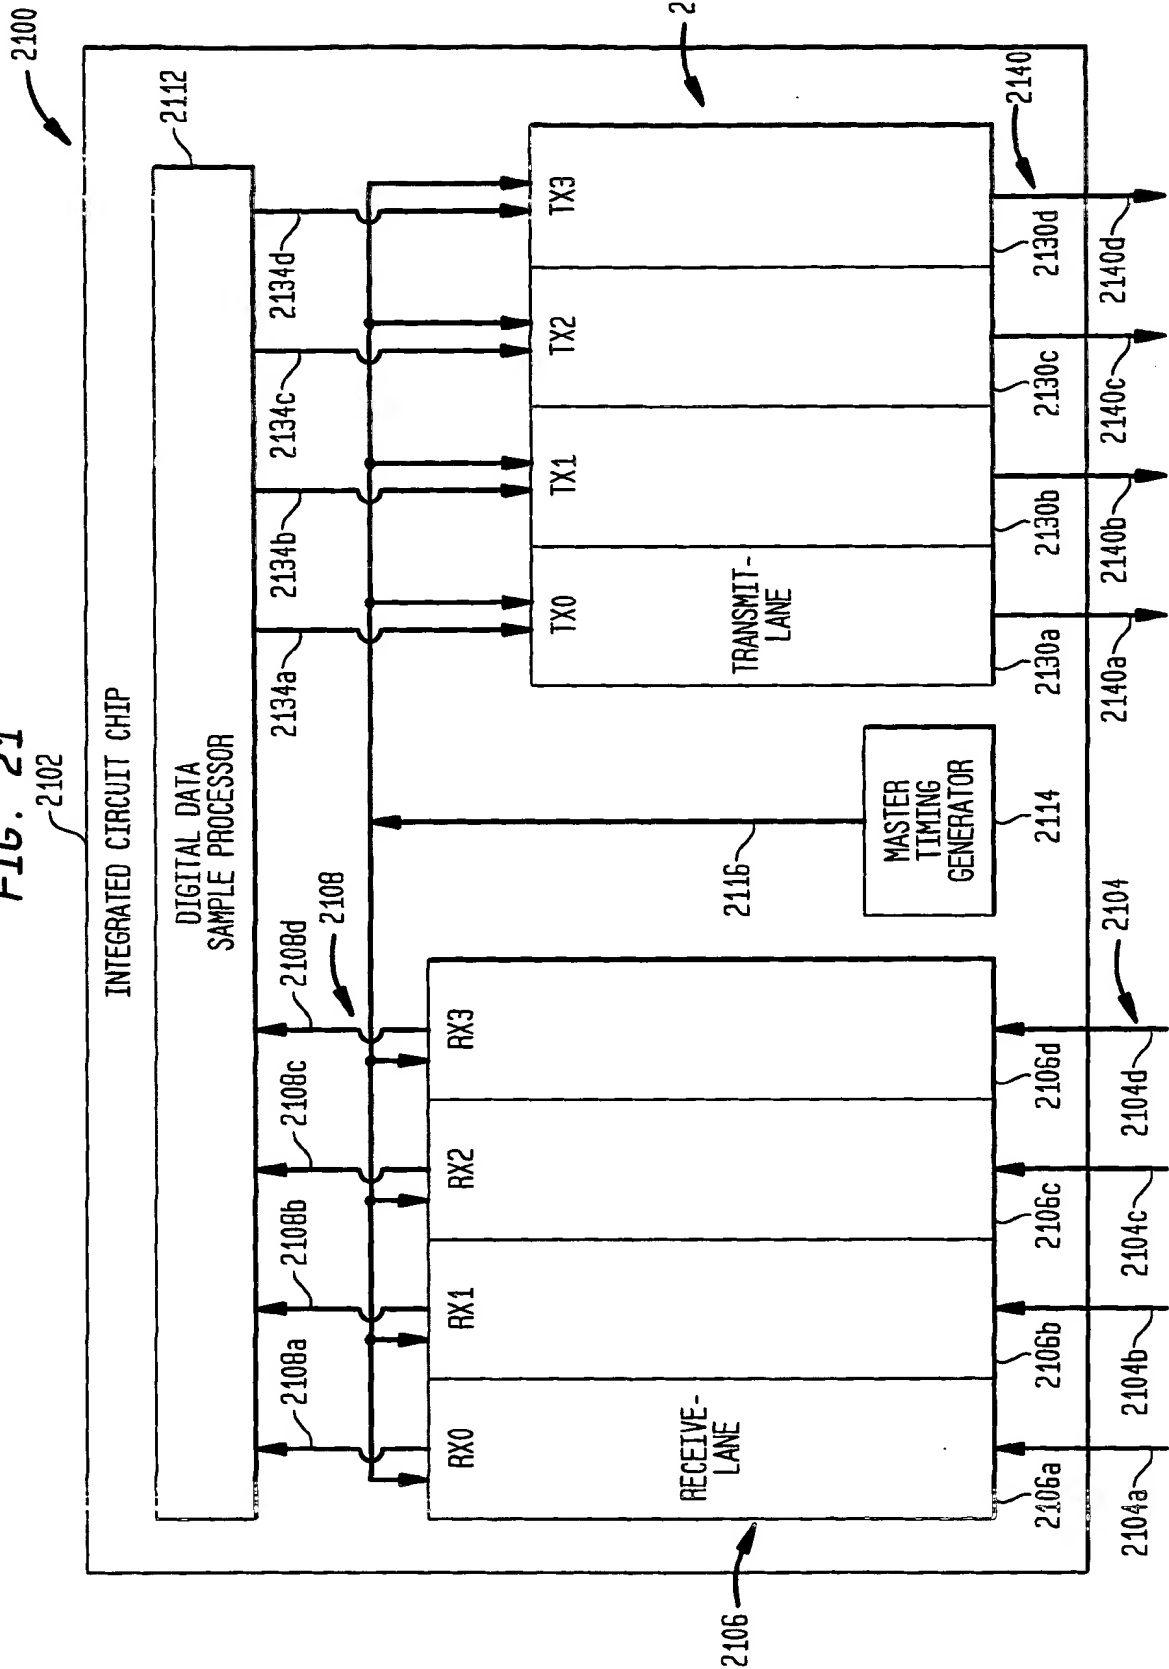 FIG. 21
2100
2102
INTEGRATED CIRCUIT CHIP
2112
DIGITAL DATA
SAMPLE PROCESSOR
2108a
2108b
2108c
2108d
2108
2134a
2134b
2134c
2134d
RX0
RX1
RX2
RX3
TX0
TX1
TX2
TX3
2
RECEIVE-
LANE
2116
TRANSMIT-
LANE
2106
MASTER
TIMING
GENERATOR
2106a
2106b
2106c
2106d
2114
2130a
2130b
2130c
2130d
2140
2104
2104a
2104b
2104c
2104d
2140a
2140b
2140c
2140d